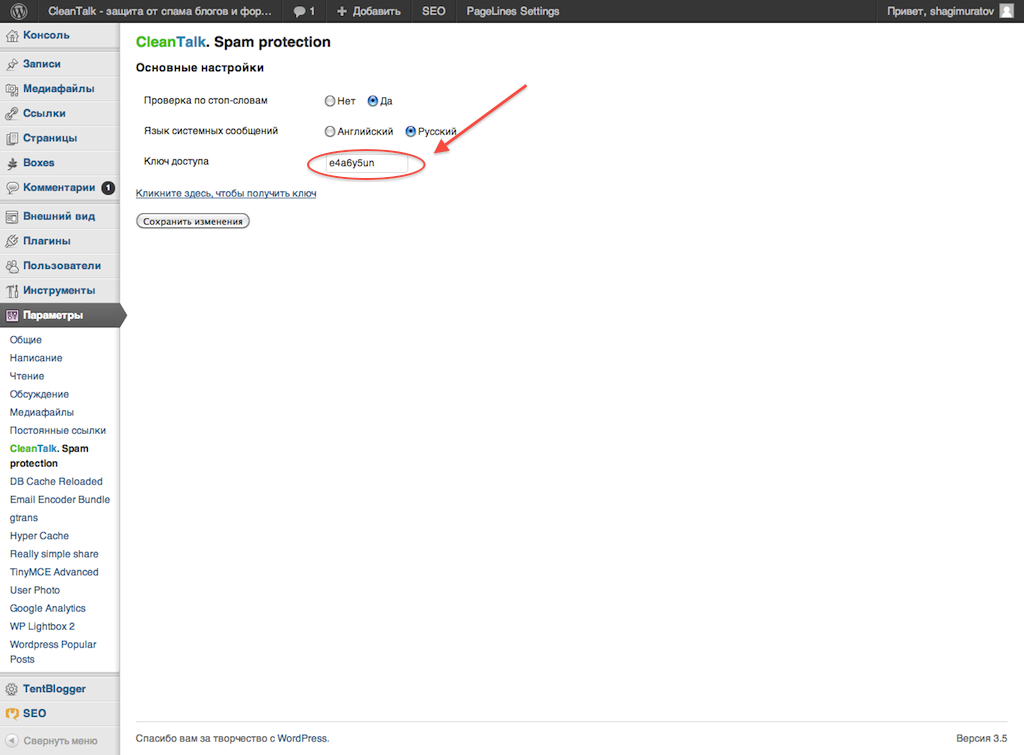 CleanTalk - защита от спама блогов и фор... 1 + Добавить SEO PageLines Settings Привет, shagimuratov
Консоль
Записи
Медиафайлы
Ссылки
Страницы
Boxes
Комментарии 1
Внешний вид
Плагины
Пользователи
Инструменты
Параметры
Общие
Написание
Чтение
Обсуждение
Медиафайлы
Постоянные ссылки
CleanTalk. Spam
protection
DB Cache Reloaded
Email Encoder Bundle
gtrans
Hyper Cache
Really simple share
TinyMCE Advanced
User Photo
Google Analytics
WP Lightbox 2
Wordpress Popular
Posts
TentBlogger
SEO
Свернуть меню
CleanTalk. Spam protection
Основные настройки
Проверка по стоп-словам Нет Да
Язык системных сообщений Английский Русский
Ключ доступа e4a6y5un
Кликните здесь, чтобы получить ключ
Сохранить изменения
Спасибо вам за творчество с WordPress. Версия 3.5